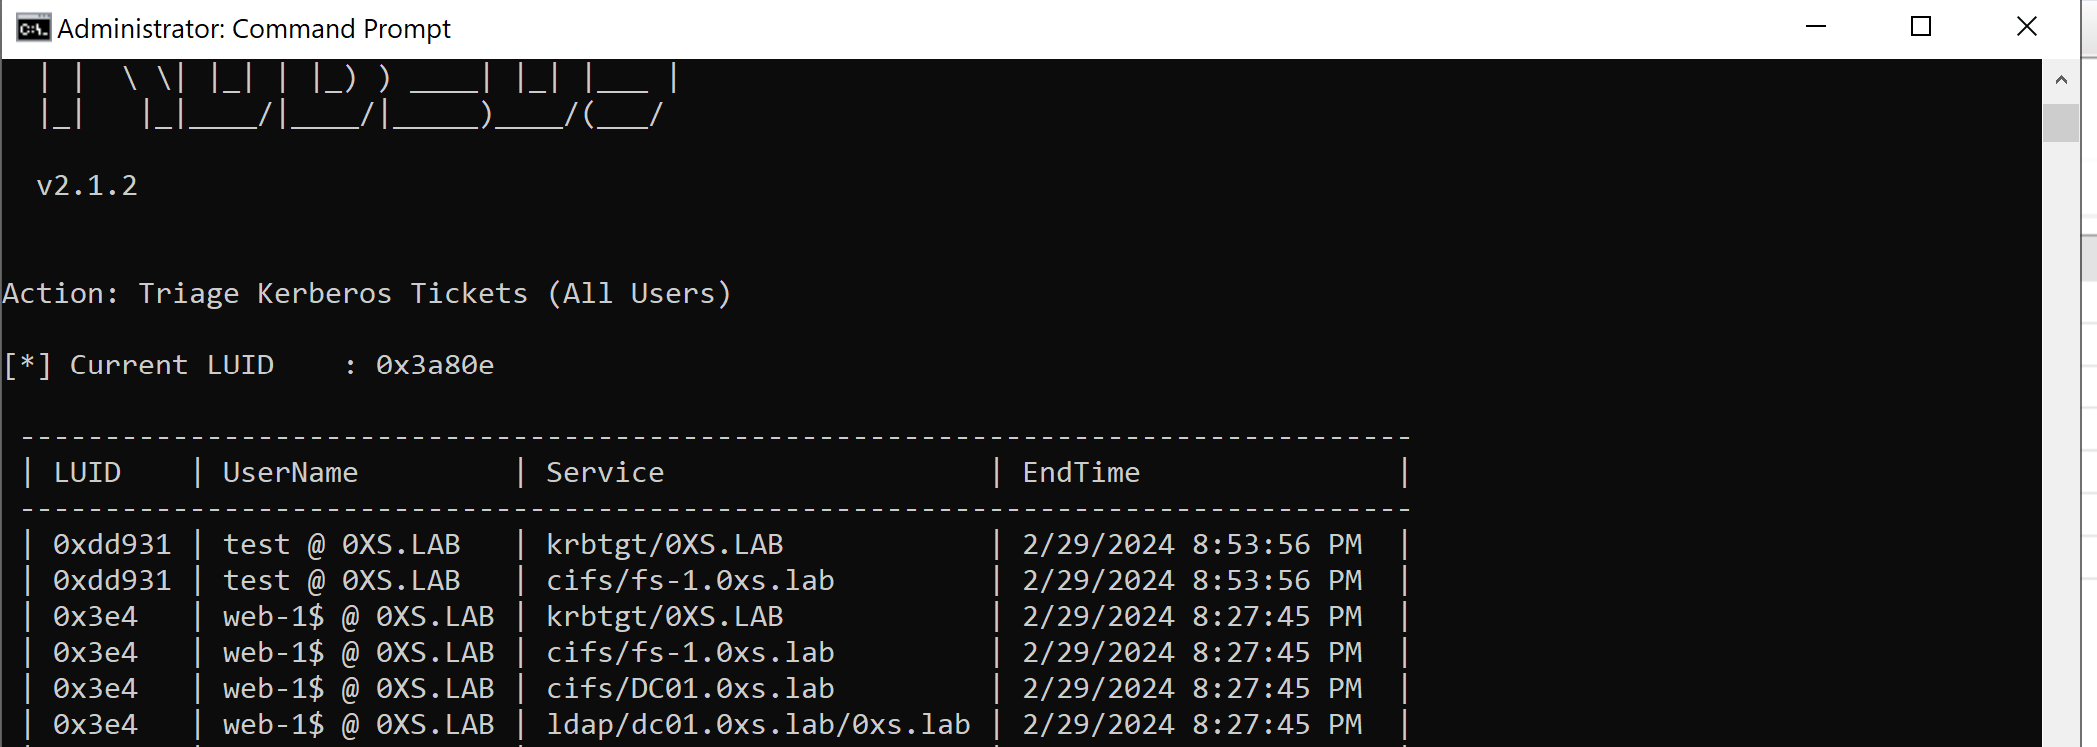 Administrator: Command Prompt
| |  \ \| |_| | |_) ) ____| |_| |___ |
|_|   |_|____/|____/|_____)____/(___/
v2.1.2
Action: Triage Kerberos Tickets (All Users)
[*] Current LUID    : 0x3a80e
----------------------------------------------------------------------------------
| LUID    | UserName         | Service                   | EndTime               |
----------------------------------------------------------------------------------
| 0xdd931 | test @ 0XS.LAB   | krbtgt/0XS.LAB            | 2/29/2024 8:53:56 PM  |
| 0xdd931 | test @ 0XS.LAB   | cifs/fs-1.0xs.lab         | 2/29/2024 8:53:56 PM  |
| 0x3e4   | web-1$ @ 0XS.LAB | krbtgt/0XS.LAB            | 2/29/2024 8:27:45 PM  |
| 0x3e4   | web-1$ @ 0XS.LAB | cifs/fs-1.0xs.lab         | 2/29/2024 8:27:45 PM  |
| 0x3e4   | web-1$ @ 0XS.LAB | cifs/DC01.0xs.lab         | 2/29/2024 8:27:45 PM  |
| 0x3e4   | web-1$ @ 0XS.LAB | ldap/dc01.0xs.lab/0xs.lab | 2/29/2024 8:27:45 PM  |